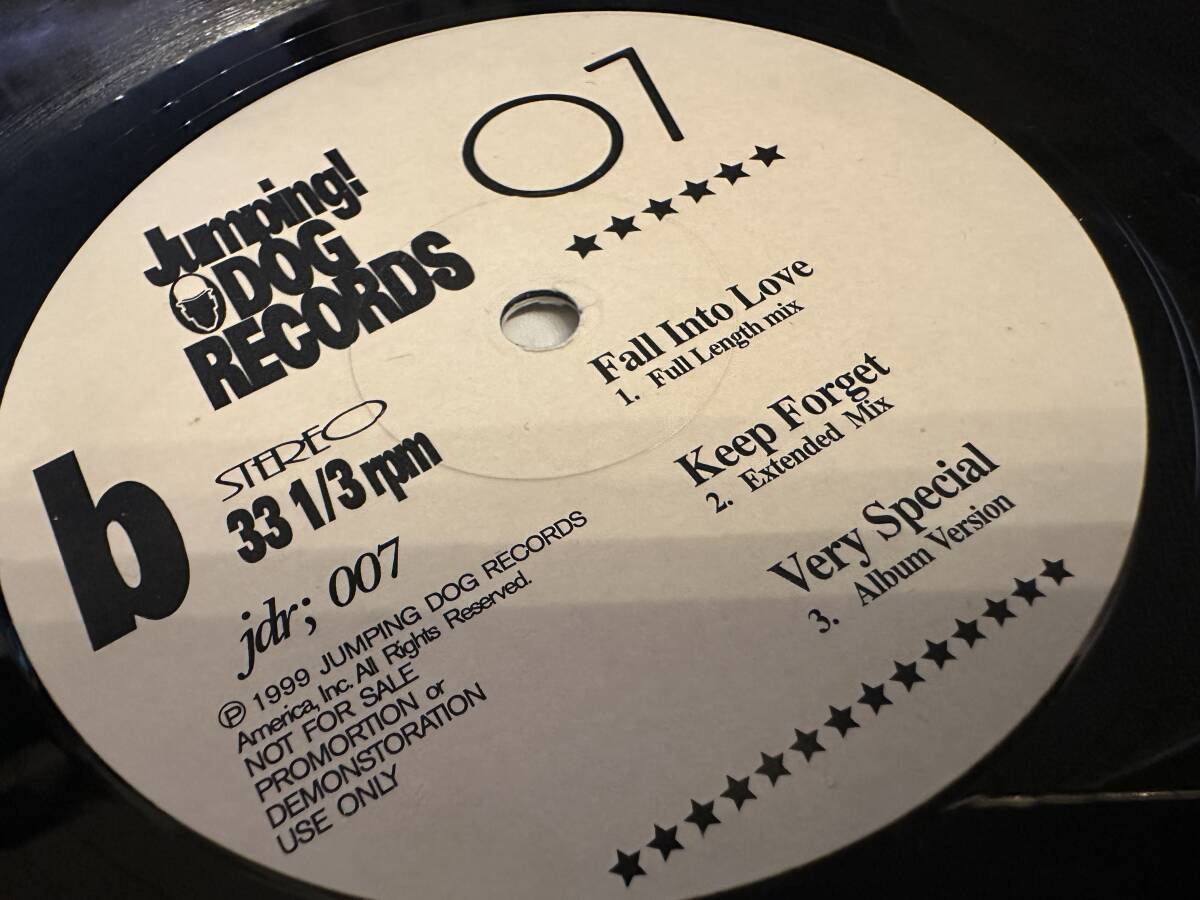 Jumping!
DOG
RECORDS
07
b
STEREO
33 1/3 rpm
jdr; 007
℗ 1999 JUMPING DOG RECORDS
America, Inc. All Rights Reserved.
NOT FOR SALE
PROMORTION or
DEMONSTORATION
USE ONLY
★★★★★★
Fall Into Love
1. Full Length mix
Keep Forget
2. Extended Mix
Very Special
3. Album Version
★★★★★★★★★★★★★